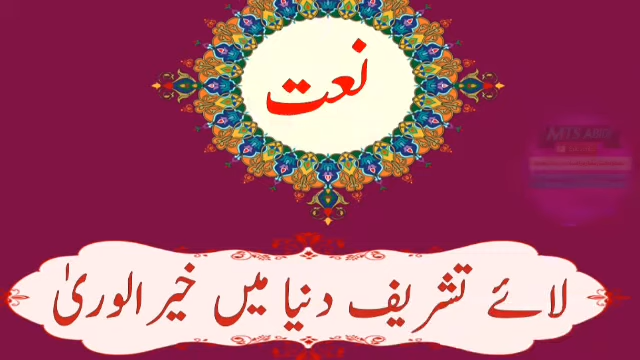 نعت
لائے تشریف دنیا میں خیر الوریٰ